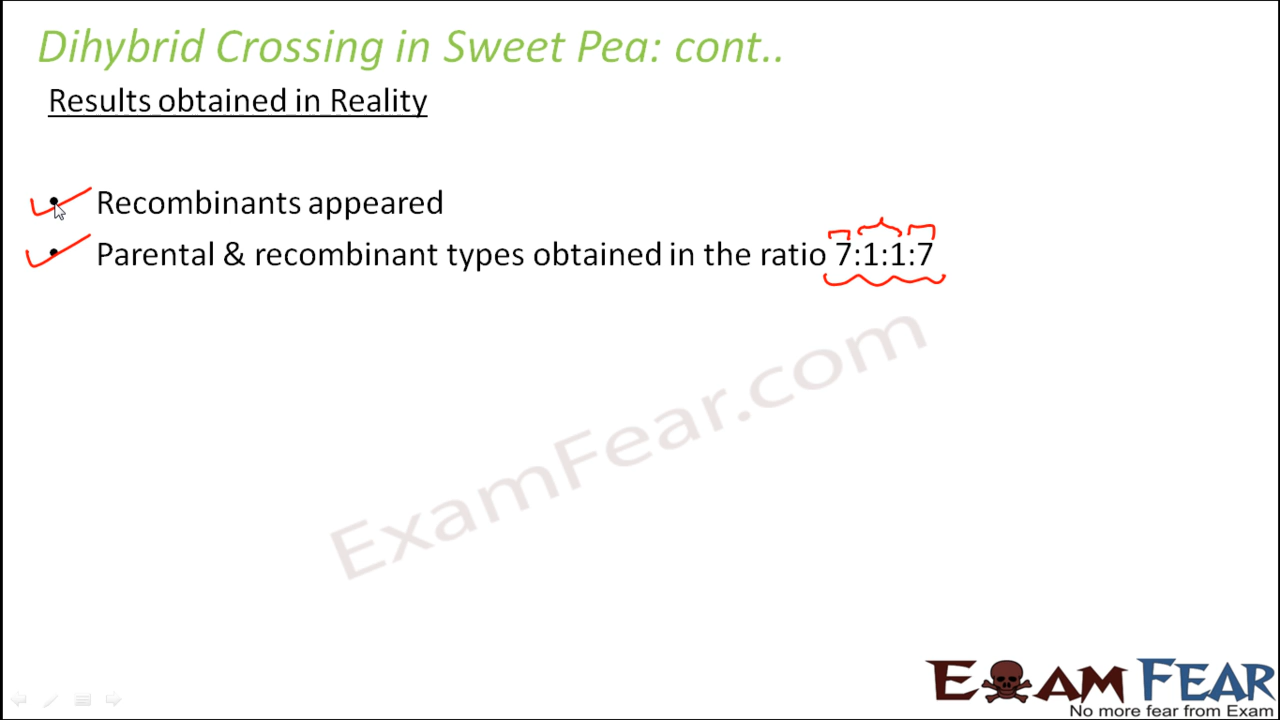 Dihybrid Crossing in Sweet Pea: cont..
Results obtained in Reality
• Recombinants appeared
• Parental & recombinant types obtained in the ratio 7:1:1:7
ExamFear.com
EXAM FEAR
No more fear from Exam